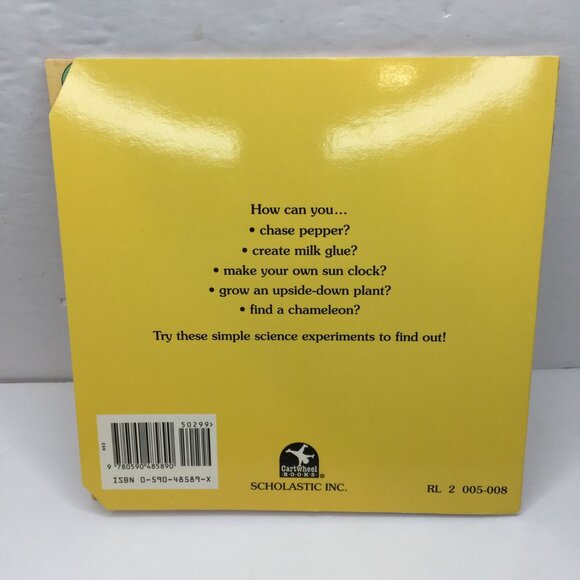 How can you...
• chase pepper?
• create milk glue?
• make your own sun clock?
• grow an upside-down plant?
• find a chameleon?
Try these simple science experiments to find out!
50299>
9 780590 485890
ISBN 0-590-48589-X
CartWheel
BOOKS®
SCHOLASTIC INC.
RL 2 005-008